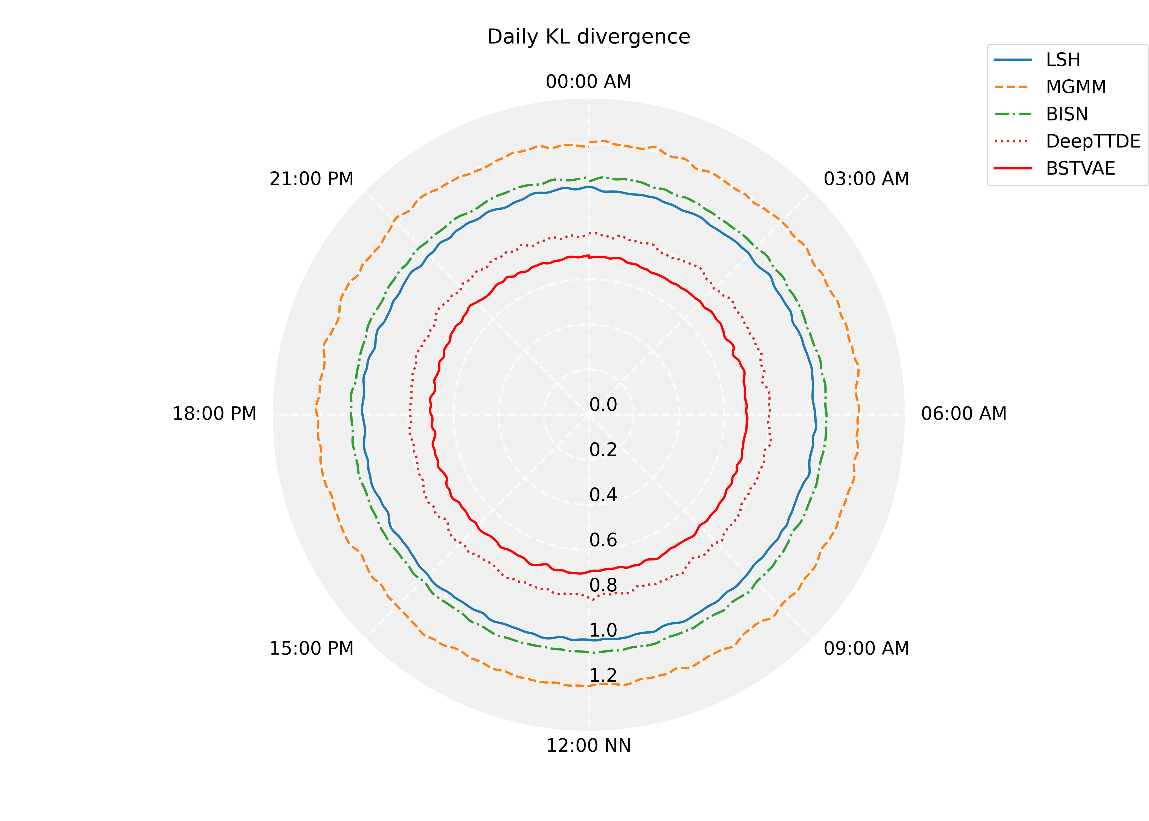 Daily KL divergence
00:00 AM
03:00 AM
06:00 AM
09:00 AM
12:00 NN
15:00 PM
18:00 PM
21:00 PM
0.0
0.2
0.4
0.6
0.8
1.0
1.2
LSH
MGMM
BISN
DeepTTDE
BSTVAE